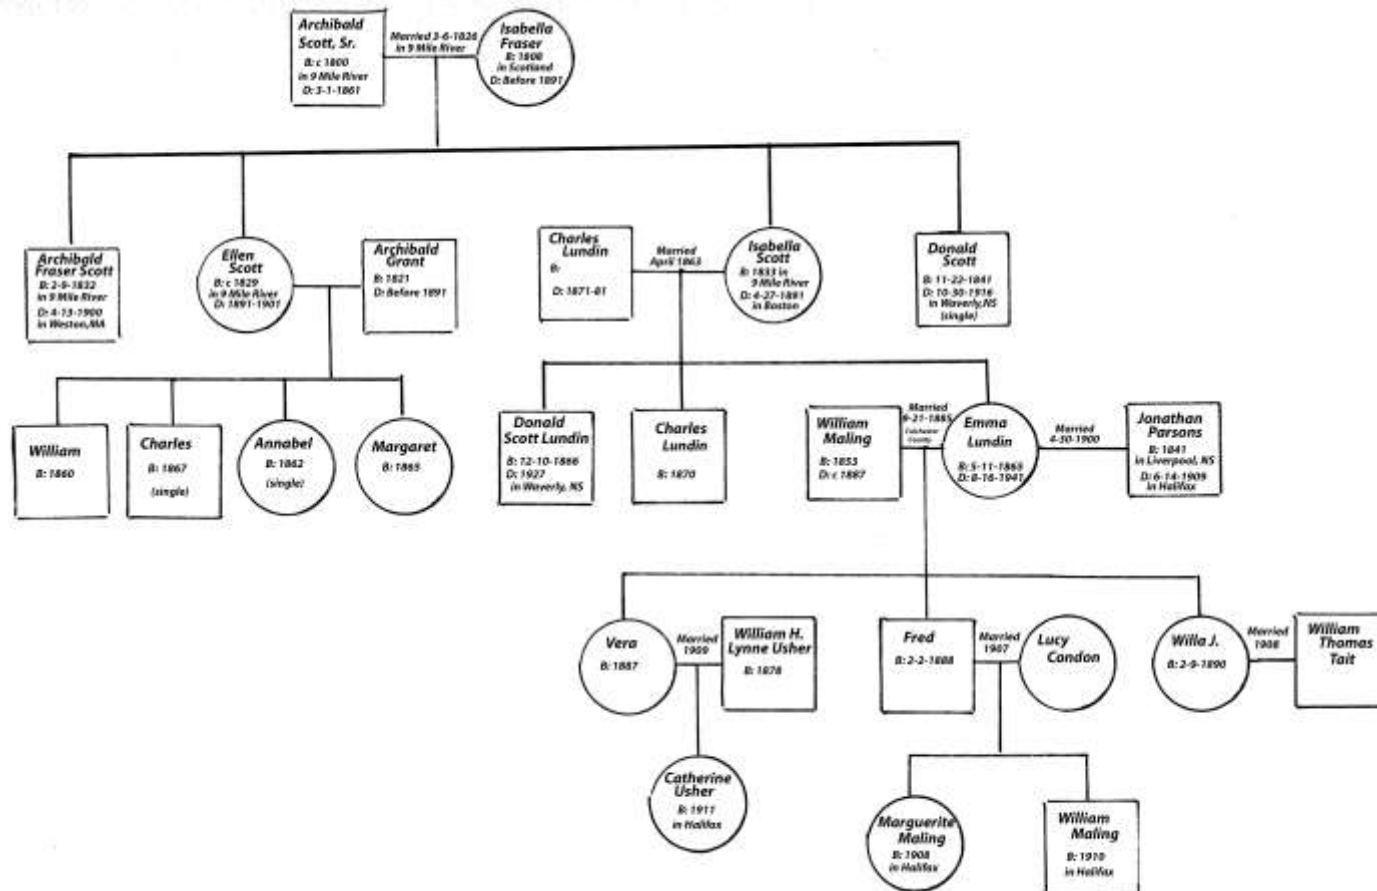 Archibald
Scott, Sr.
B: c 1800
in 9 Mile River
D: 3-1-1861
Married 3-6-1826
in 9 Mile River
Isabella
Fraser
B: 1808
in Scotland
D: Before 1891
Archibald
Fraser Scott
B: 2-9-1832
in 9 Mile River
D: 4-13-1900
in Weston, MA
Ellen
Scott
B: c 1829
in 9 Mile River
D: 1891-1901
Archibald
Grant
B: 1821
D: Before 1891
Charles
Lundin
B:
D: 1871-81
Married
April 1863
Isabella
Scott
B: 1833 in
9 Mile River
D: 4-27-1881
in Boston
Donald
Scott
B: 11-22-1841
D: 10-30-1916
in Waverly, NS
(single)
William
B: 1860
Charles
B: 1867
(single)
Annabel
B: 1862
(single)
Margaret
B: 1865
Donald
Scott Lundin
B: 12-10-1866
D: 1927
in Waverly, NS
Charles
Lundin
B: 1870
William
Maling
B: 1853
D: c 1887
Married
9-21-1885
Colchester
County
Emma
Lundin
B: 5-11-1865
D: 8-16-1941
Married
4-30-1900
Jonathan
Parsons
B: 1841
in Liverpool, NS
D: 6-14-1909
in Halifax
Vera
B: 1887
Married
1909
William H.
Lynne Usher
B: 1878
Fred
B: 2-2-1888
Married
1907
Lucy
Condon
Willa J.
B: 2-9-1890
Married
1908
William
Thomas
Tait
Catherine
Usher
B: 1911
in Halifax
Marguerite
Maling
B: 1908
in Halifax
William
Maling
B: 1910
in Halifax